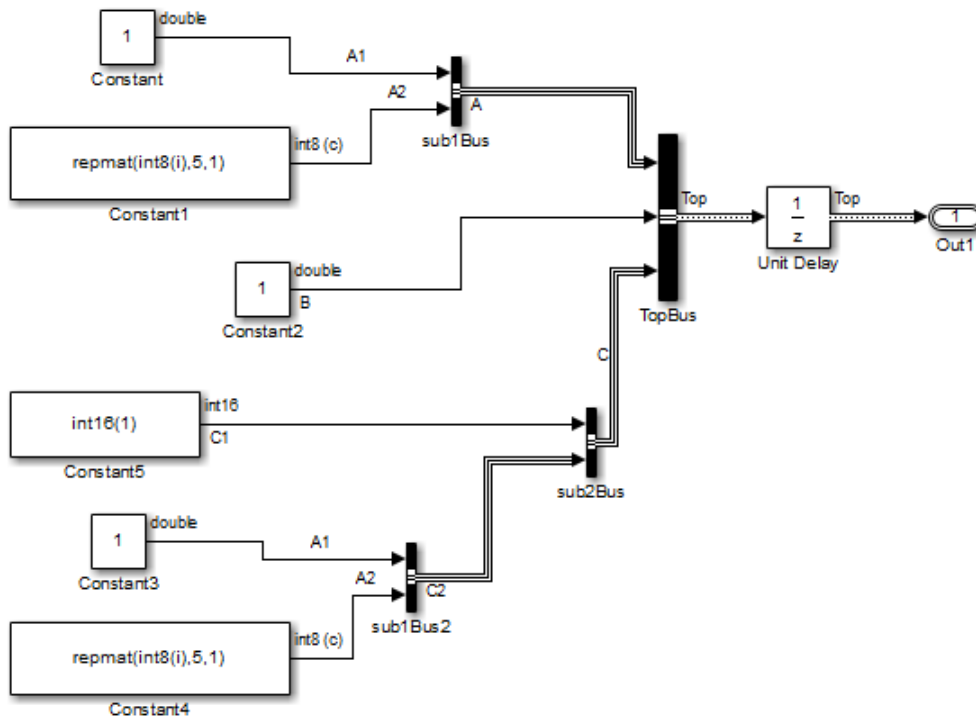 double
1
Constant
A1
A2
A
sub1Bus
int8 (c)
repmat(int8(i),5,1)
Constant1
double
1
B
Constant2
Top
TopBus
1
z
Unit Delay
Top
1
Out1
C
int16
int16(1)
C1
Constant5
sub2Bus
double
1
Constant3
A1
A2
C2
sub1Bus2
int8 (c)
repmat(int8(i),5,1)
Constant4